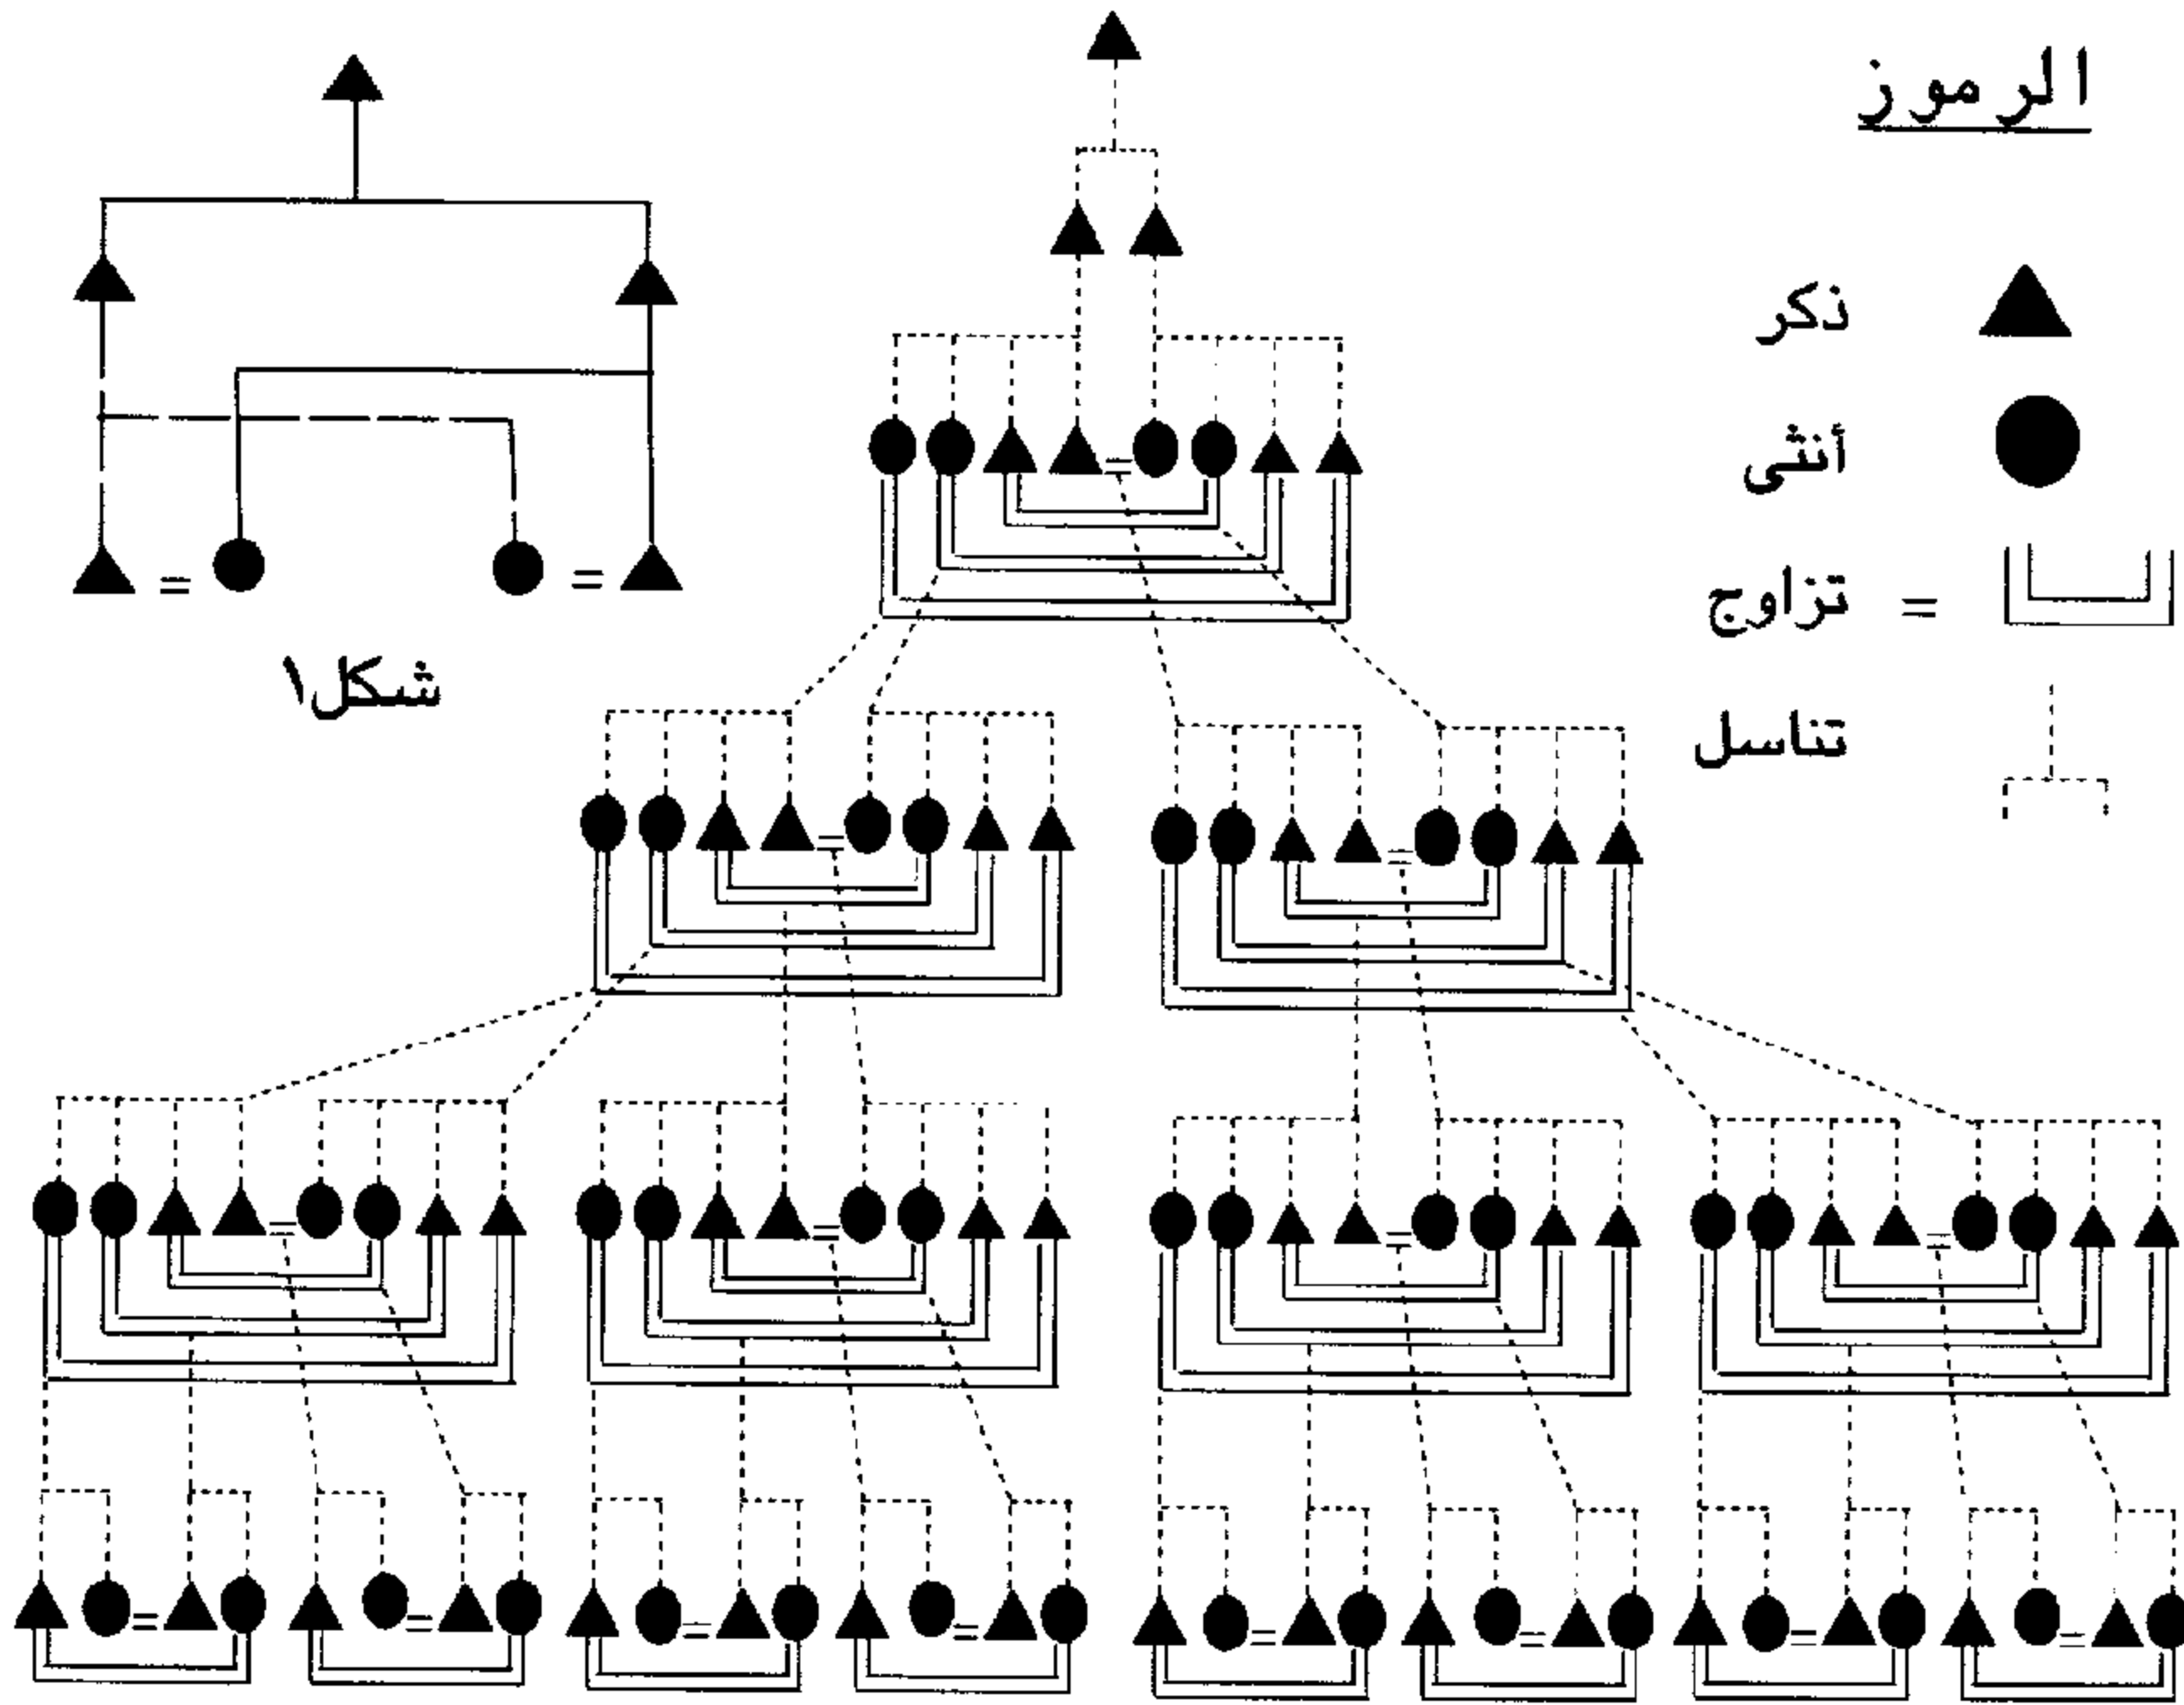 الرموز
ذكر
أنثى
تزاوج =
تناسل
شكل١